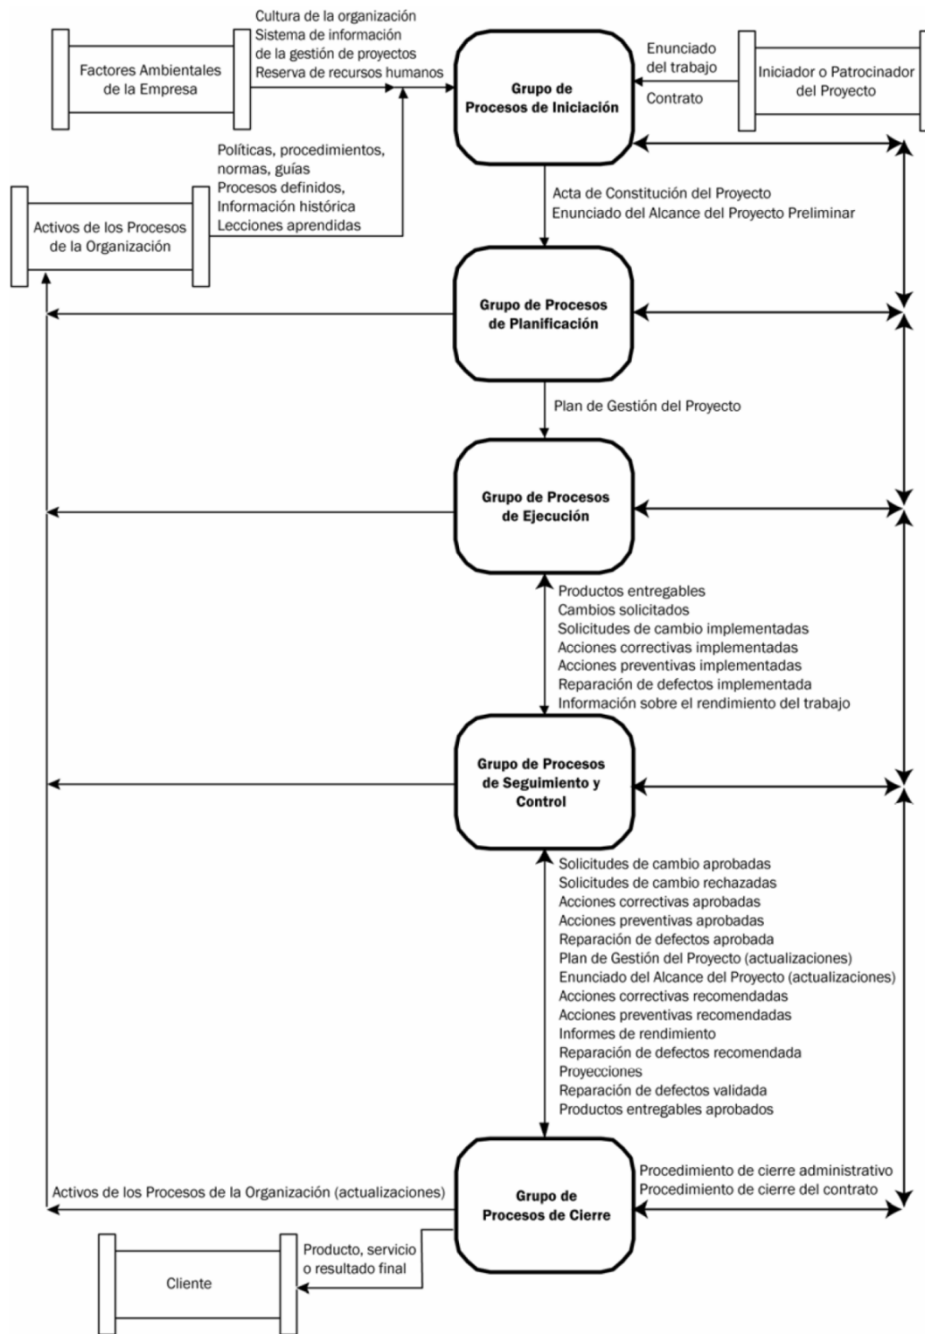 Cultura de la organización
Sistema de información
de la gestión de proyectos
Reserva de recursos humanos
Factores Ambientales
de la Empresa
Grupo de
Procesos de Iniciación
Enunciado
del trabajo
Contrato
Iniciador o Patrocinador
del Proyecto
Políticas, procedimientos,
normas, guías
Procesos definidos,
Información histórica
Lecciones aprendidas
Activos de los Procesos
de la Organización
Acta de Constitución del Proyecto
Enunciado del Alcance del Proyecto Preliminar
Grupo de Procesos
de Planificación
Plan de Gestión del Proyecto
Grupo de Procesos
de Ejecución
Productos entregables
Cambios solicitados
Solicitudes de cambio implementadas
Acciones correctivas implementadas
Acciones preventivas implementadas
Reparación de defectos implementada
Información sobre el rendimiento del trabajo
Grupo de Procesos
de Seguimiento y
Control
Solicitudes de cambio aprobadas
Solicitudes de cambio rechazadas
Acciones correctivas aprobadas
Acciones preventivas aprobadas
Reparación de defectos aprobada
Plan de Gestión del Proyecto (actualizaciones)
Enunciado del Alcance del Proyecto (actualizaciones)
Acciones correctivas recomendadas
Acciones preventivas recomendadas
Informes de rendimiento
Reparación de defectos recomendada
Proyecciones
Reparación de defectos validada
Productos entregables aprobados
Procedimiento de cierre administrativo
Procedimiento de cierre del contrato
Activos de los Procesos de la Organización (actualizaciones)
Grupo de
Procesos de Cierre
Producto, servicio
o resultado final
Cliente